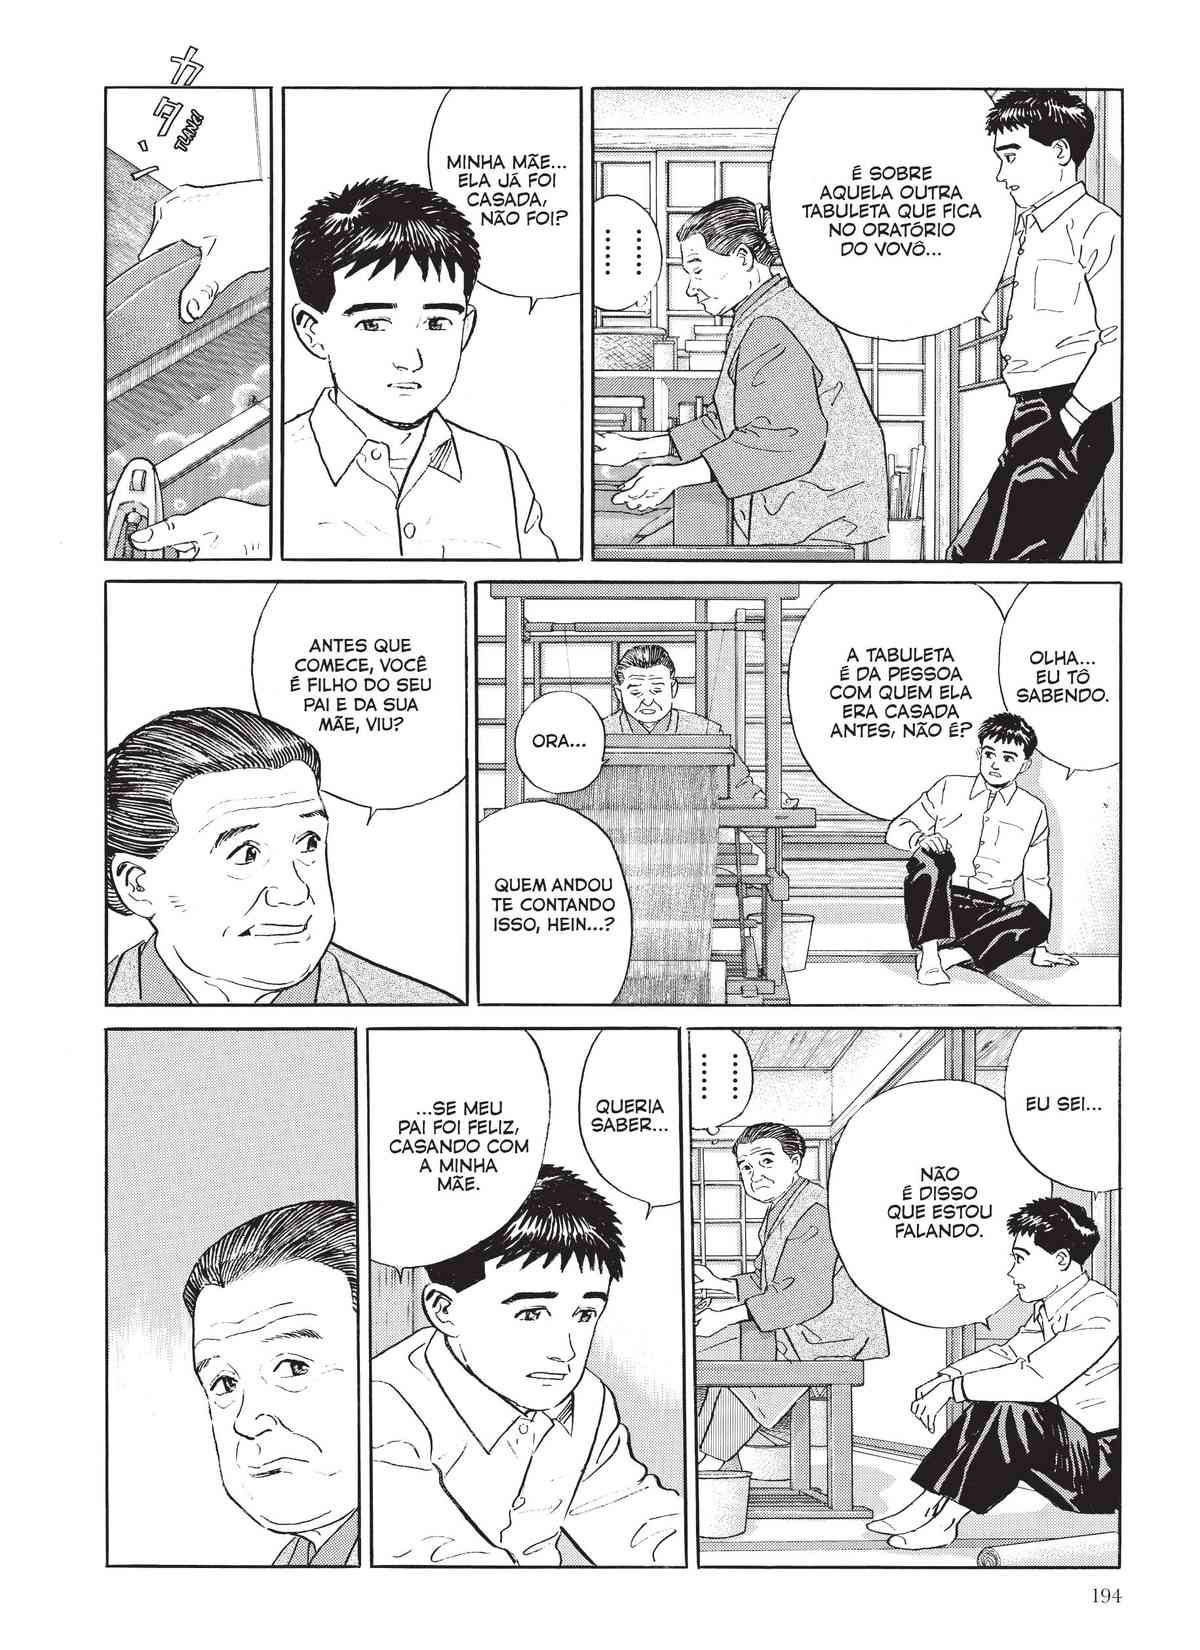 É SOBRE
AQUELA OUTRA
TABULETA QUE FICA
NO ORATÓRIO
DO VOVÔ...
......
MINHA MÃE...
ELA JÁ FOI
CASADA,
NÃO FOI?
カタン
TLANC!
OLHA...
EU TÔ
SABENDO.
A TABULETA
É DA PESSOA
COM QUEM ELA
ERA CASADA
ANTES, NÃO É?
ORA...
QUEM ANDOU
TE CONTANDO
ISSO, HEIN...?
ANTES QUE
COMECE, VOCÊ
É FILHO DO SEU
PAI E DA SUA
MÃE, VIU?
EU SEI...
NÃO
É DISSO
QUE ESTOU
FALANDO.
......
QUERIA
SABER...
...SE MEU
PAI FOI FELIZ,
CASANDO COM
A MINHA
MÃE.
194